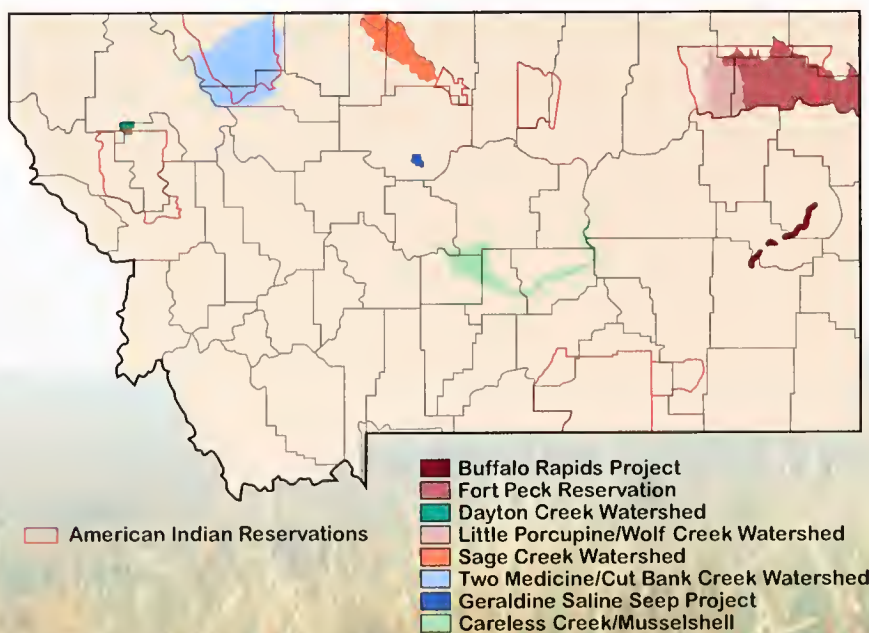 Buffalo Rapids Project
Fort Peck Reservation
Dayton Creek Watershed
American Indian Reservations
Little Porcupine/Wolf Creek Watershed
Sage Creek Watershed
Two Medicine/Cut Bank Creek Watershed
Geraldine Saline Seep Project
Careless Creek/Musselshell